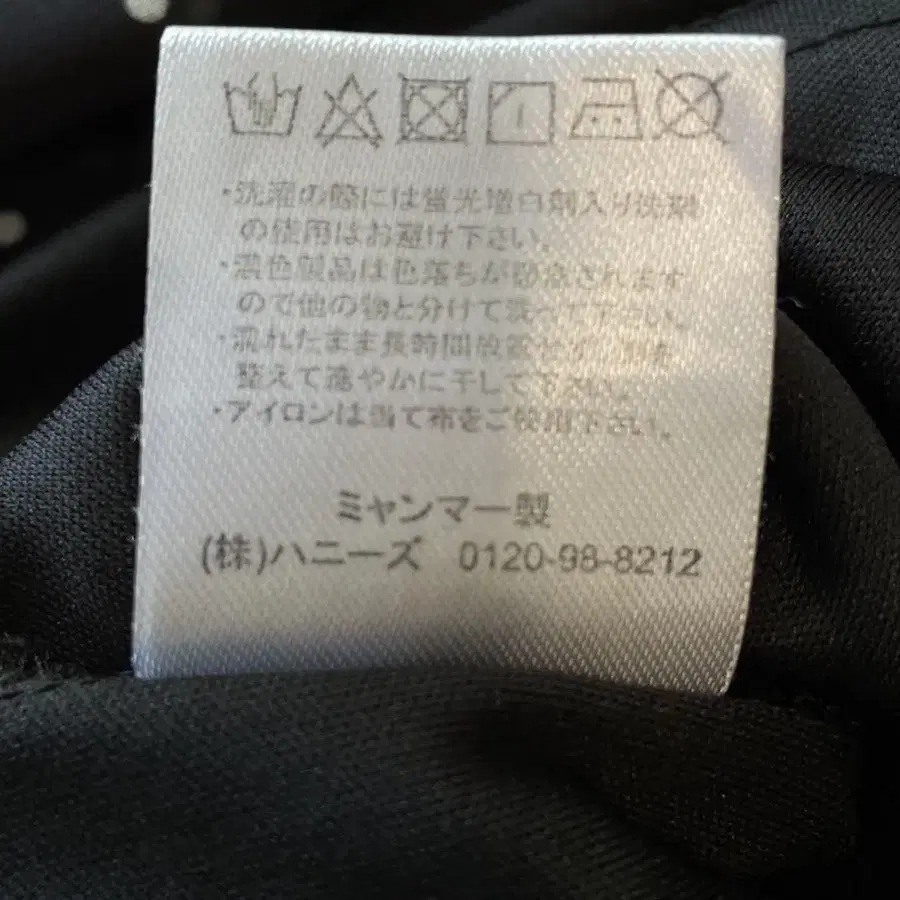 ・洗濯の際には蛍光増白剤入り洗剤
の使用はお避け下さい。
・濃色製品は色落ちが懸念されます
ので他の物と分けて洗って下さい。
・濡れたまま長時間放置せず、形を
整えて速やかに干して下さい。
・アイロンは当て布をご使用下さい。
ミャンマー製
(株)ハニーズ 0120-98-8212